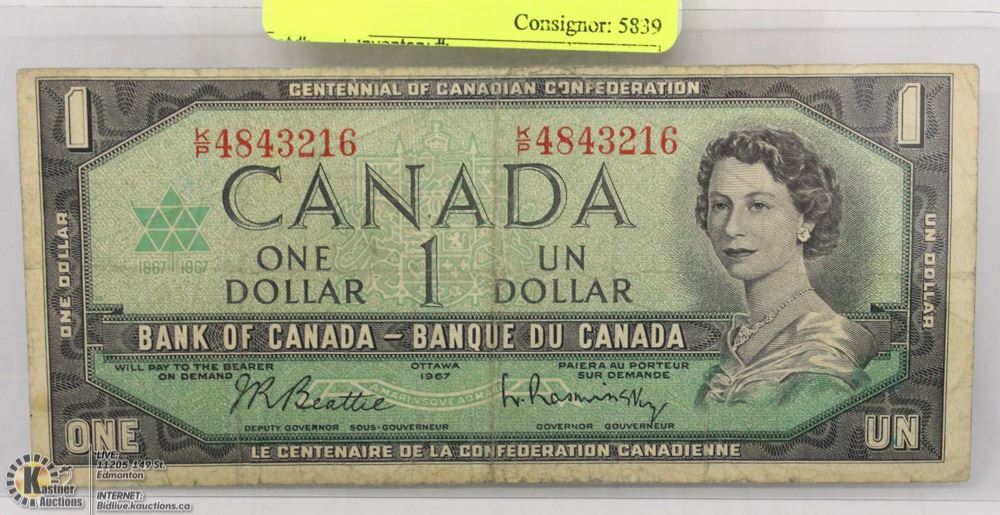 Consignor: 5839
CENTENNIAL OF CANADIAN CONFEDERATION
1
1
K/P 4843216
K/P 4843216
CANADA
1867 1967
ONE DOLLAR
1
UN DOLLAR
ONE DOLLAR
UN DOLLAR
BANK OF CANADA – BANQUE DU CANADA
WILL PAY TO THE BEARER ON DEMAND
OTTAWA 1967
PAIERA AU PORTEUR SUR DEMANDE
J.R. Beattie
L. Rasminsky
DEPUTY GOVERNOR SOUS-GOUVERNEUR
GOVERNOR GOUVERNEUR
ONE
UN
LE CENTENAIRE DE LA CONFEDERATION CANADIENNE
K
Kastner Auctions
LIVE:
11205-149 St.
Edmonton
INTERNET:
Bidlive.kauctions.ca